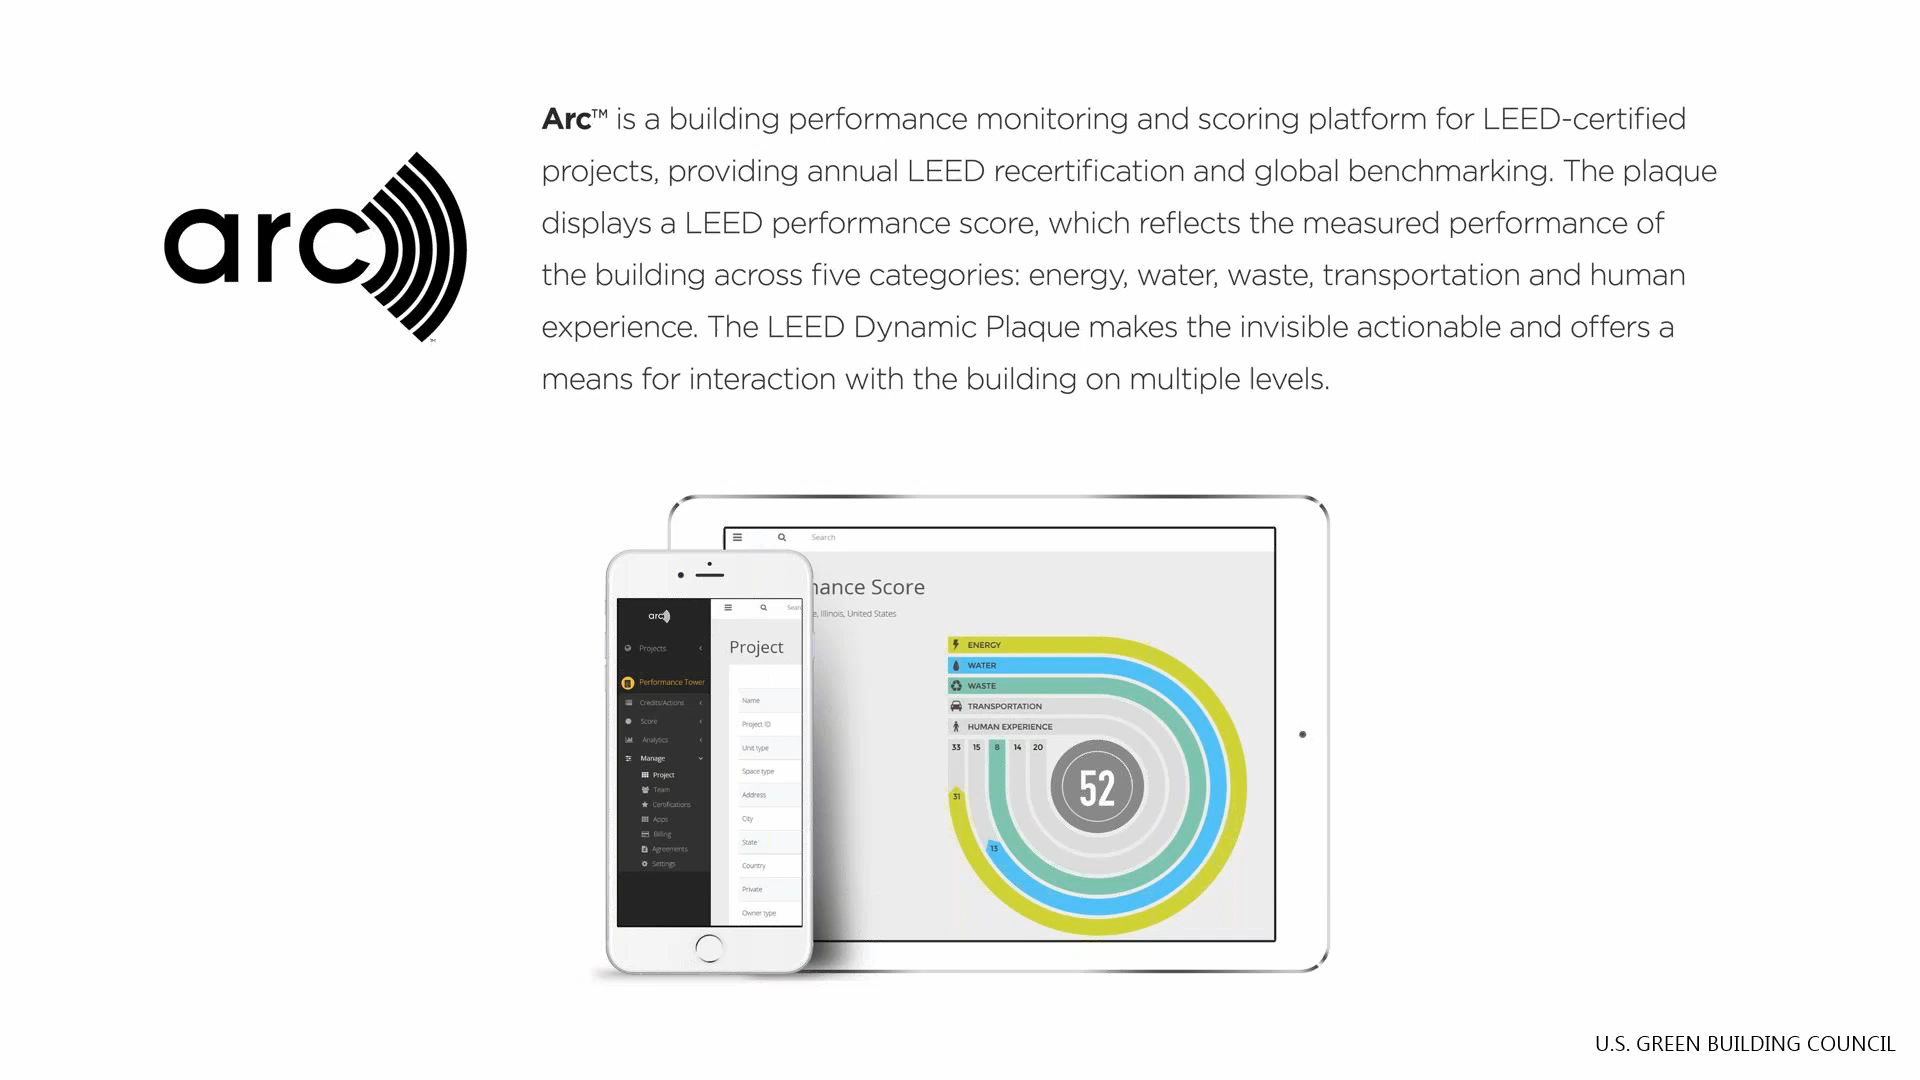 arc
Arc™ is a building performance monitoring and scoring platform for LEED-certified
projects, providing annual LEED recertification and global benchmarking. The plaque
displays a LEED performance score, which reflects the measured performance of
the building across five categories: energy, water, waste, transportation and human
experience. The LEED Dynamic Plaque makes the invisible actionable and offers a
means for interaction with the building on multiple levels.
Search
mance Score
e, Illinois, United States
ENERGY
WATER
WASTE
TRANSPORTATION
HUMAN EXPERIENCE
33 15 8 14 20
31
13
52
arc
Projects
Performance Tower
Credits/Actions
Score
Analytics
Manage
Project
Team
Certifications
Apps
Billing
Agreements
Settings
Sear
Project
Name
Project ID
Unit type
Space type
Address
City
State
Country
Private
Owner type
U.S. GREEN BUILDING COUNCIL